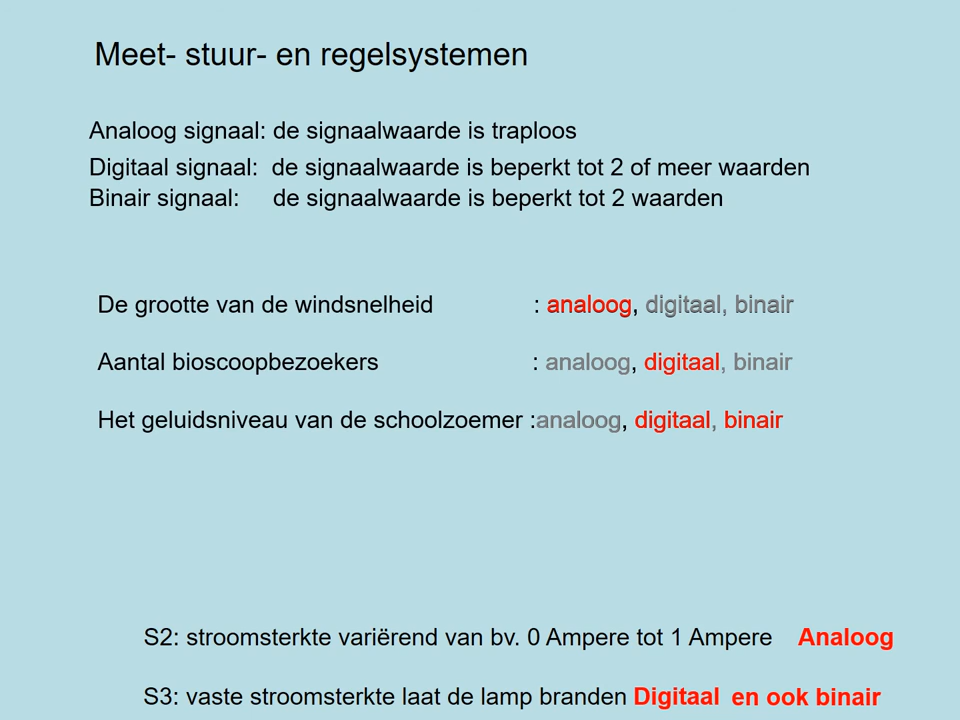 Meet- stuur- en regelsystemen
Analoog signaal: de signaalwaarde is traploos
Digitaal signaal: de signaalwaarde is beperkt tot 2 of meer waarden
Binair signaal: de signaalwaarde is beperkt tot 2 waarden
De grootte van de windsnelheid : analoog, digitaal, binair
Aantal bioscoopbezoekers : analoog, digitaal, binair
Het geluidsniveau van de schoolzoemer :analoog, digitaal, binair
S2: stroomsterkte variërend van bv. 0 Ampere tot 1 Ampere Analoog
S3: vaste stroomsterkte laat de lamp branden Digitaal en ook binair